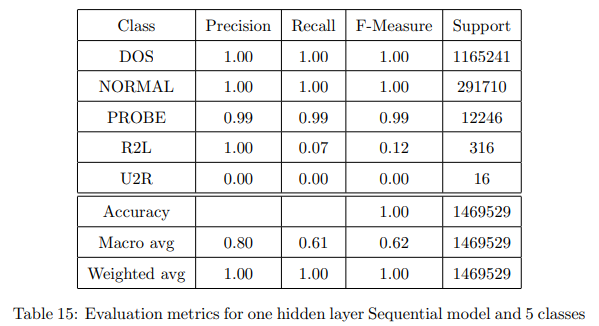 Class Precision Recall F-Measure Support
DOS 1.00 1.00 1.00 1165241
NORMAL 1.00 1.00 1.00 291710
PROBE 0.99 0.99 0.99 12246
R2L 1.00 0.07 0.12 316
U2R 0.00 0.00 0.00 16
Accuracy 1.00 1469529
Macro avg 0.80 0.61 0.62 1469529
Weighted avg 1.00 1.00 1.00 1469529
Table 15: Evaluation metrics for one hidden layer Sequential model and 5 classes